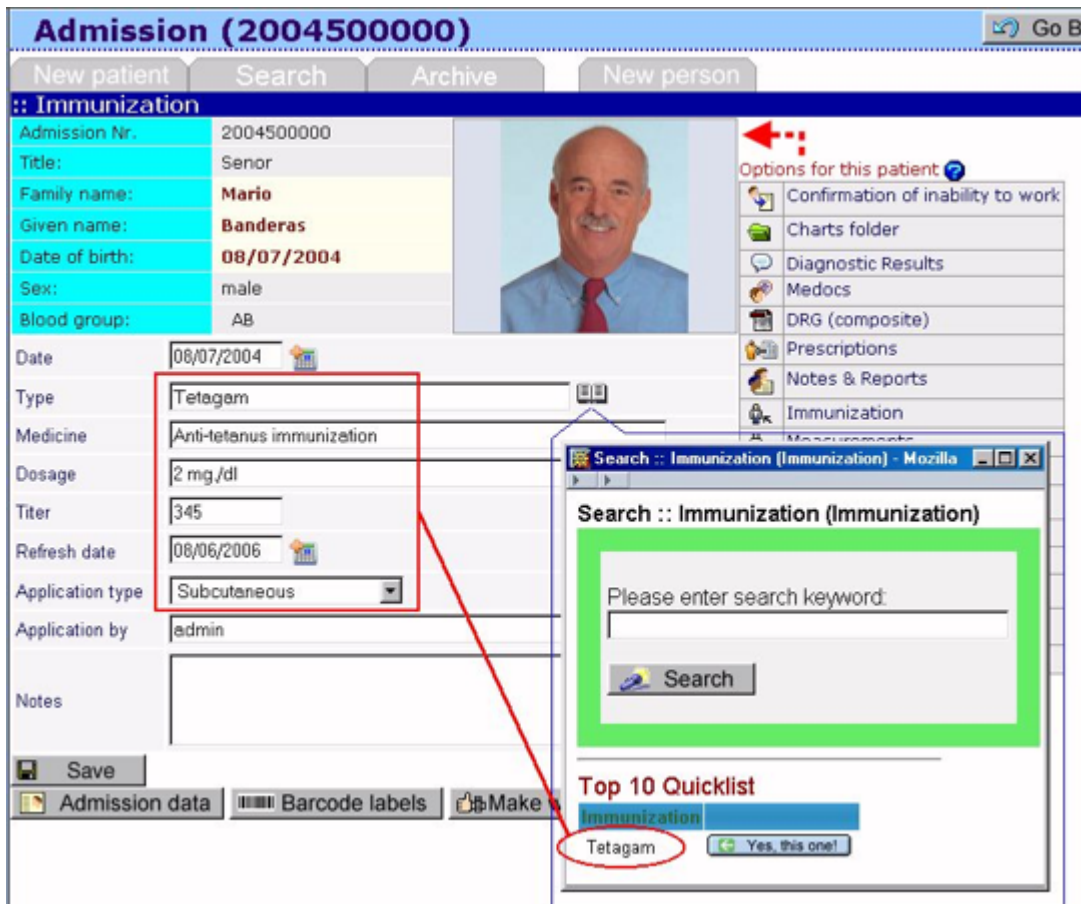 Admission (2004500000)
Go B
New patient Search Archive New person
:: Immunization
Admission Nr. 2004500000
Title: Senor
Family name: Mario
Given name: Banderas
Date of birth: 08/07/2004
Sex: male
Blood group: AB
Options for this patient
Confirmation of inability to work
Charts folder
Diagnostic Results
Medocs
DRG (composite)
Prescriptions
Notes & Reports
Immunization
Measurements
Date 08/07/2004
Type Tetagam
Medicine Anti-tetanus immunization
Dosage 2 mg./dl
Titer 345
Refresh date 08/06/2006
Application type Subcutaneous
Application by admin
Notes
Save
Admission data Barcode labels Make w
Search :: Immunization (Immunization) - Mozilla
Search :: Immunization (Immunization)
Please enter search keyword:
Search
Top 10 Quicklist
Immunization
Tetagam Yes, this one!